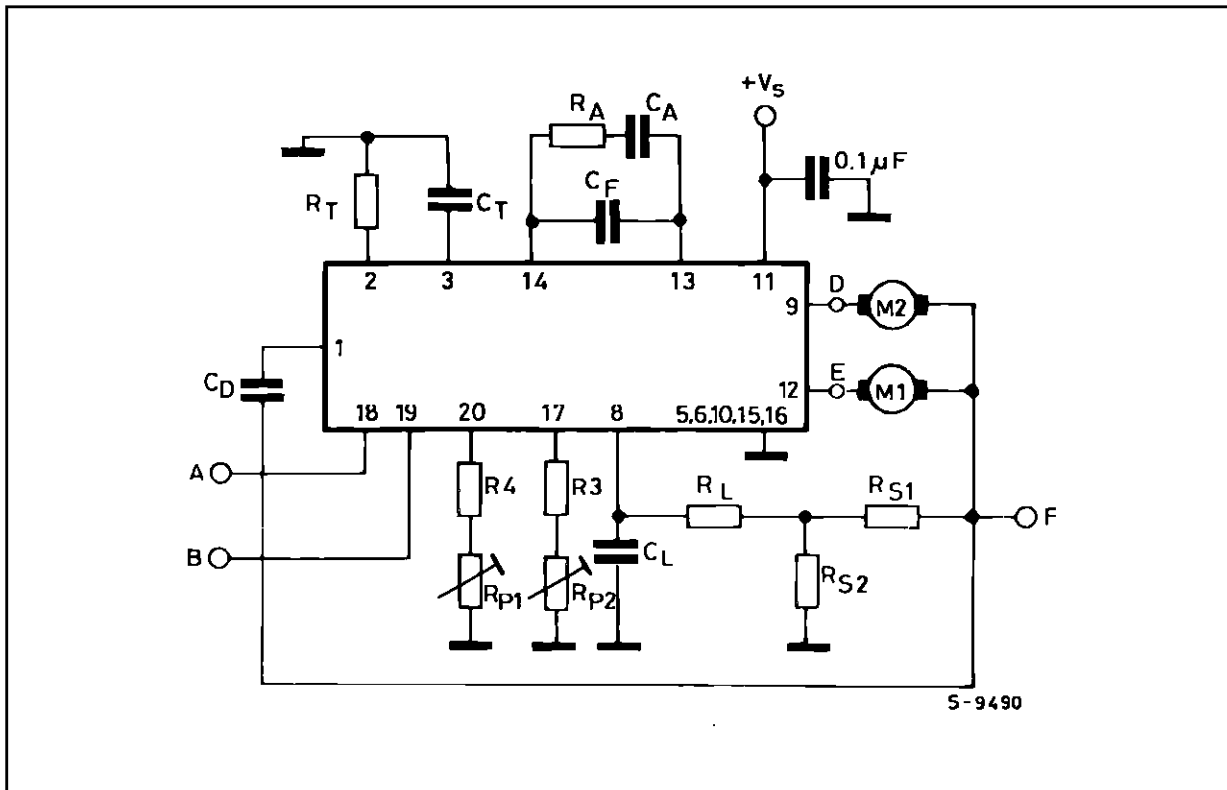 +Vs
RA CA
0.1µF
RT CT CF
2 3 14 13 11
9 D M2
1
CD
12 E M1
18 19 20 17 8 5,6,10,15,16
A
R4 R3 RL RS1
F
B
RP1 RP2 CL RS2
S-9490